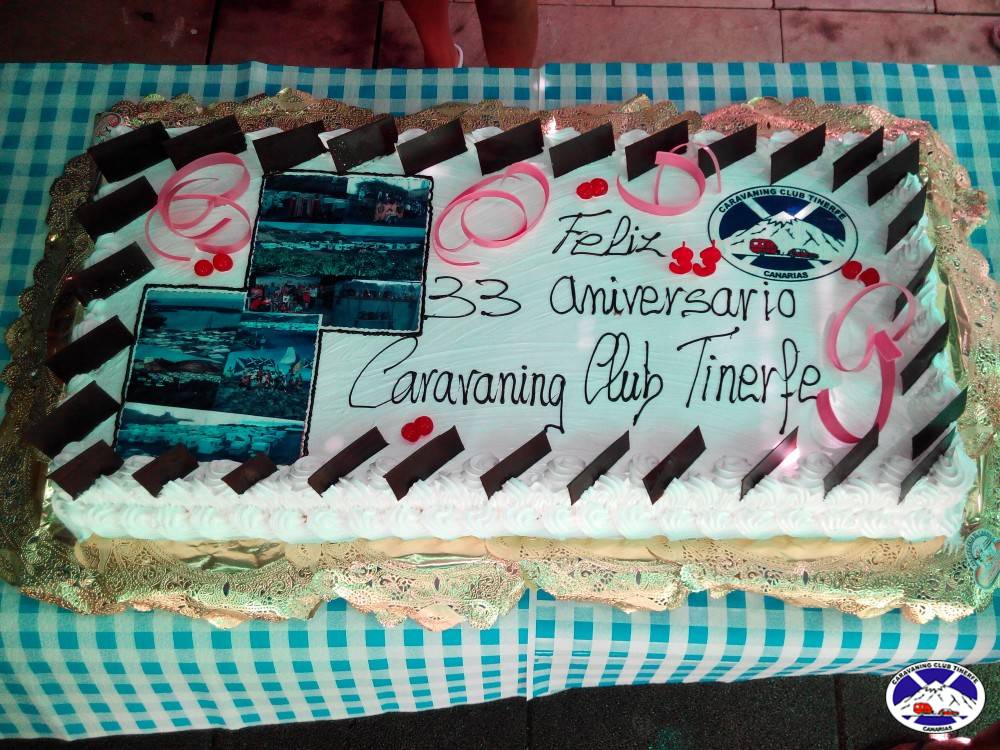 CARAVANING CLUB TINERFE
CANARIAS
Feliz
33
33 aniversario
Caravaning Club Tinerfe
CARAVANING CLUB TINERFE
CANARIAS